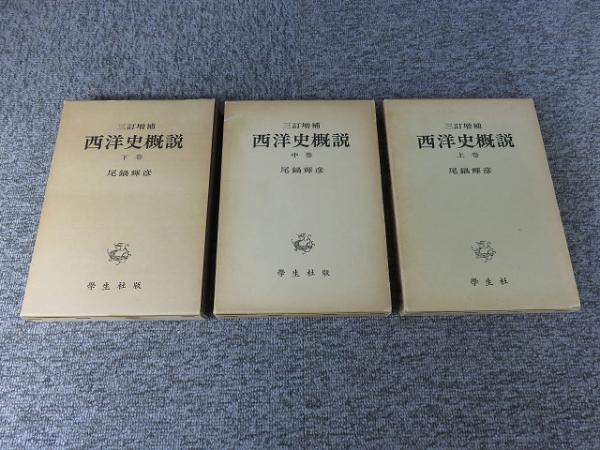 三訂増補
西洋史概説
下巻
尾鍋輝彦
學生社版
三訂増補
西洋史概説
中巻
尾鍋輝彦
學生社版
三訂増補
西洋史概説
上巻
尾鍋輝彦
學生社